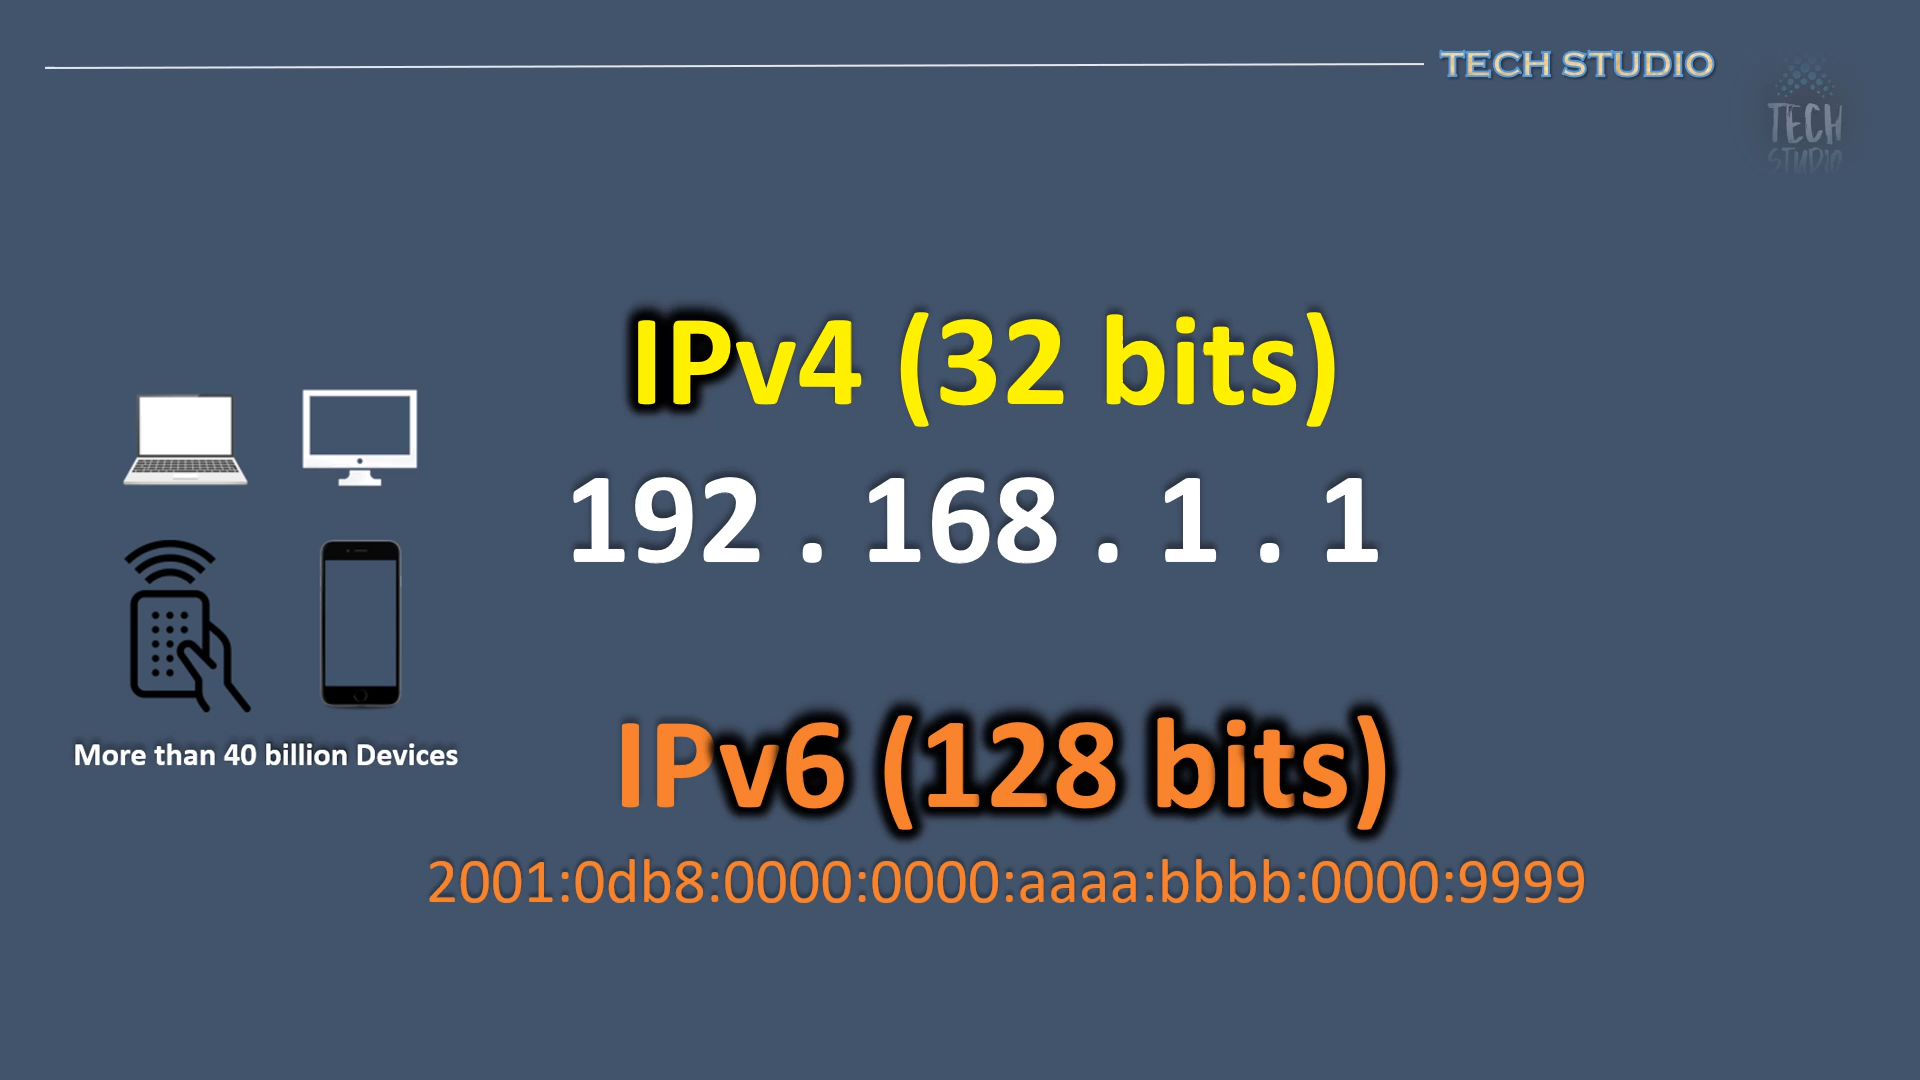 TECH STUDIO
TECH
STUDIO
IPv4 (32 bits)
192 . 168 . 1 . 1
More than 40 billion Devices
IPv6 (128 bits)
2001:0db8:0000:0000:aaaa:bbbb:0000:9999